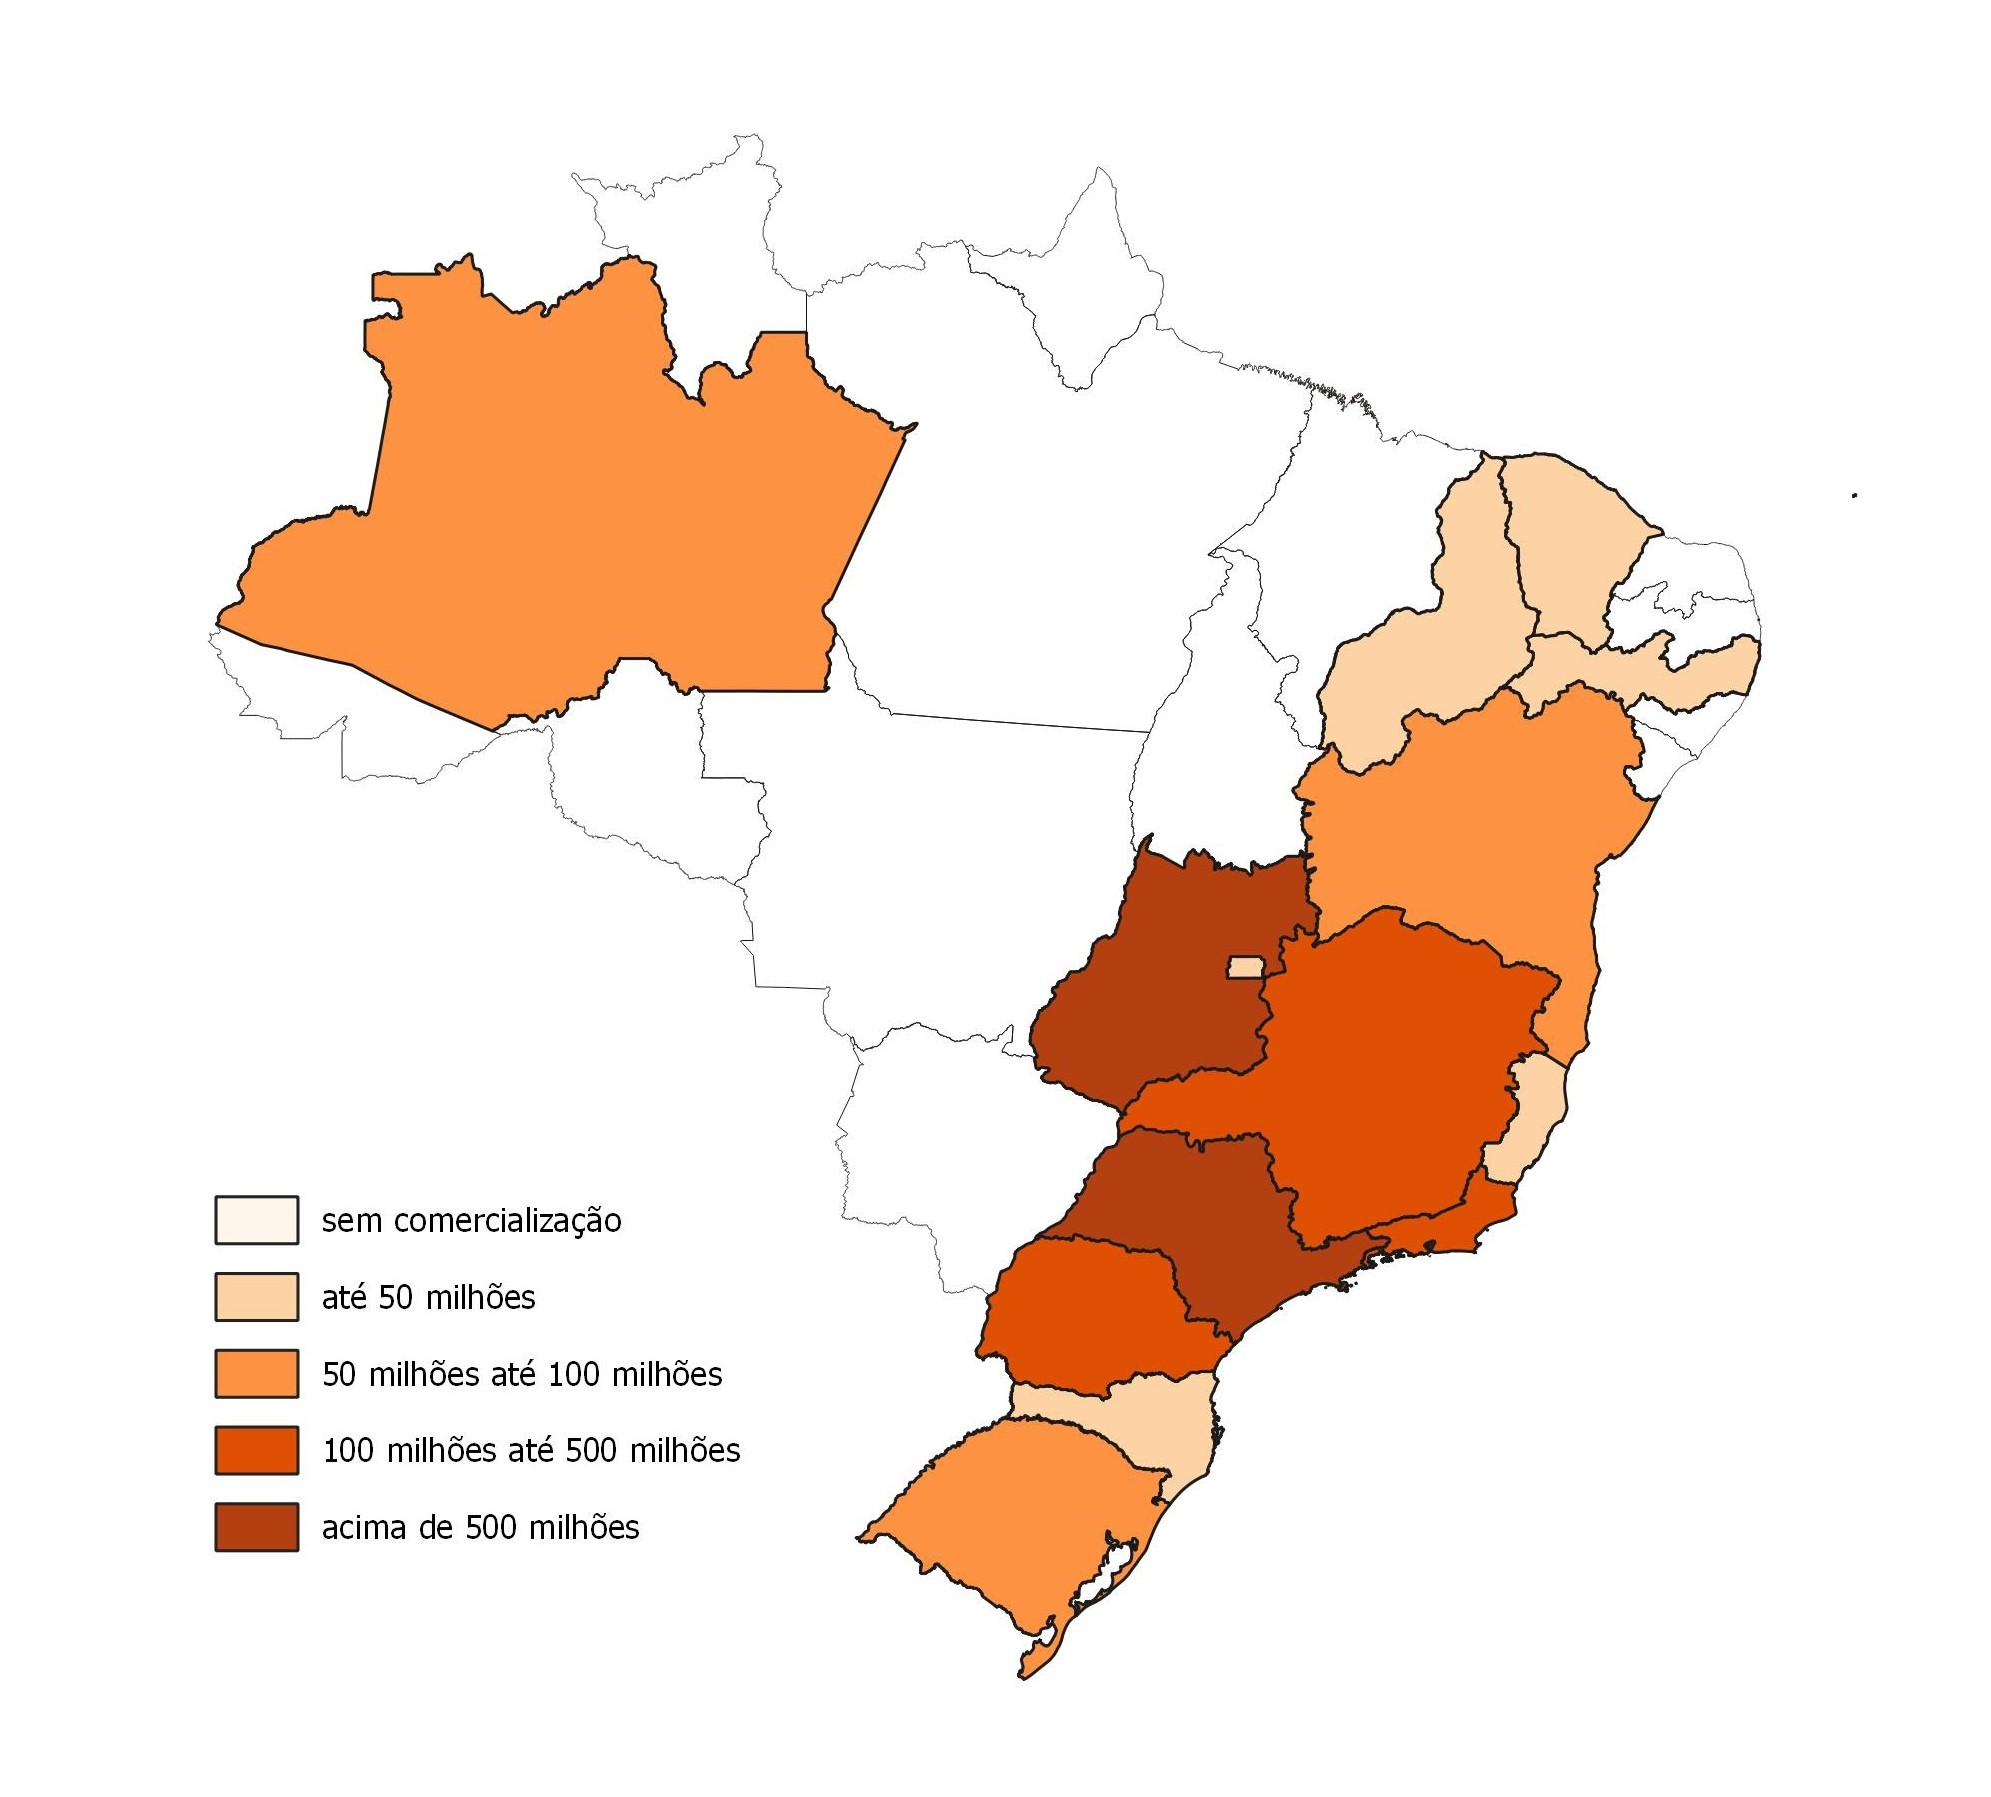 sem comercialização
até 50 milhões
50 milhões até 100 milhões
100 milhões até 500 milhões
acima de 500 milhões